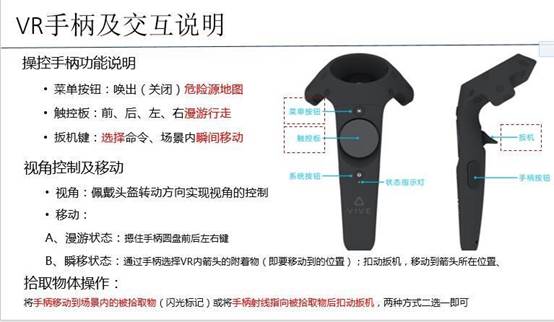 VR手柄及交互说明
操控手柄功能说明
• 菜单按钮：唤出（关闭）危险源地图
• 触控板：前、后、左、右漫游行走
• 扳机键：选择命令、场景内瞬间移动
菜单按钮
触控板
系统按钮
状态指示灯
扳机
手柄按钮
VIVE
视角控制及移动
• 视角：佩戴头盔转动方向实现视角的控制
• 移动：
A、漫游状态：摁住手柄圆盘前后左右键
B、瞬移状态：通过手柄选择VR内箭头的附着物（即要移动到的位置）；扣动扳机，移动到箭头所在位置、
拾取物体操作：
将手柄移动到场景内的被拾取物（闪光标记）或将手柄射线指向被拾取物后扣动扳机，两种方式二选一即可